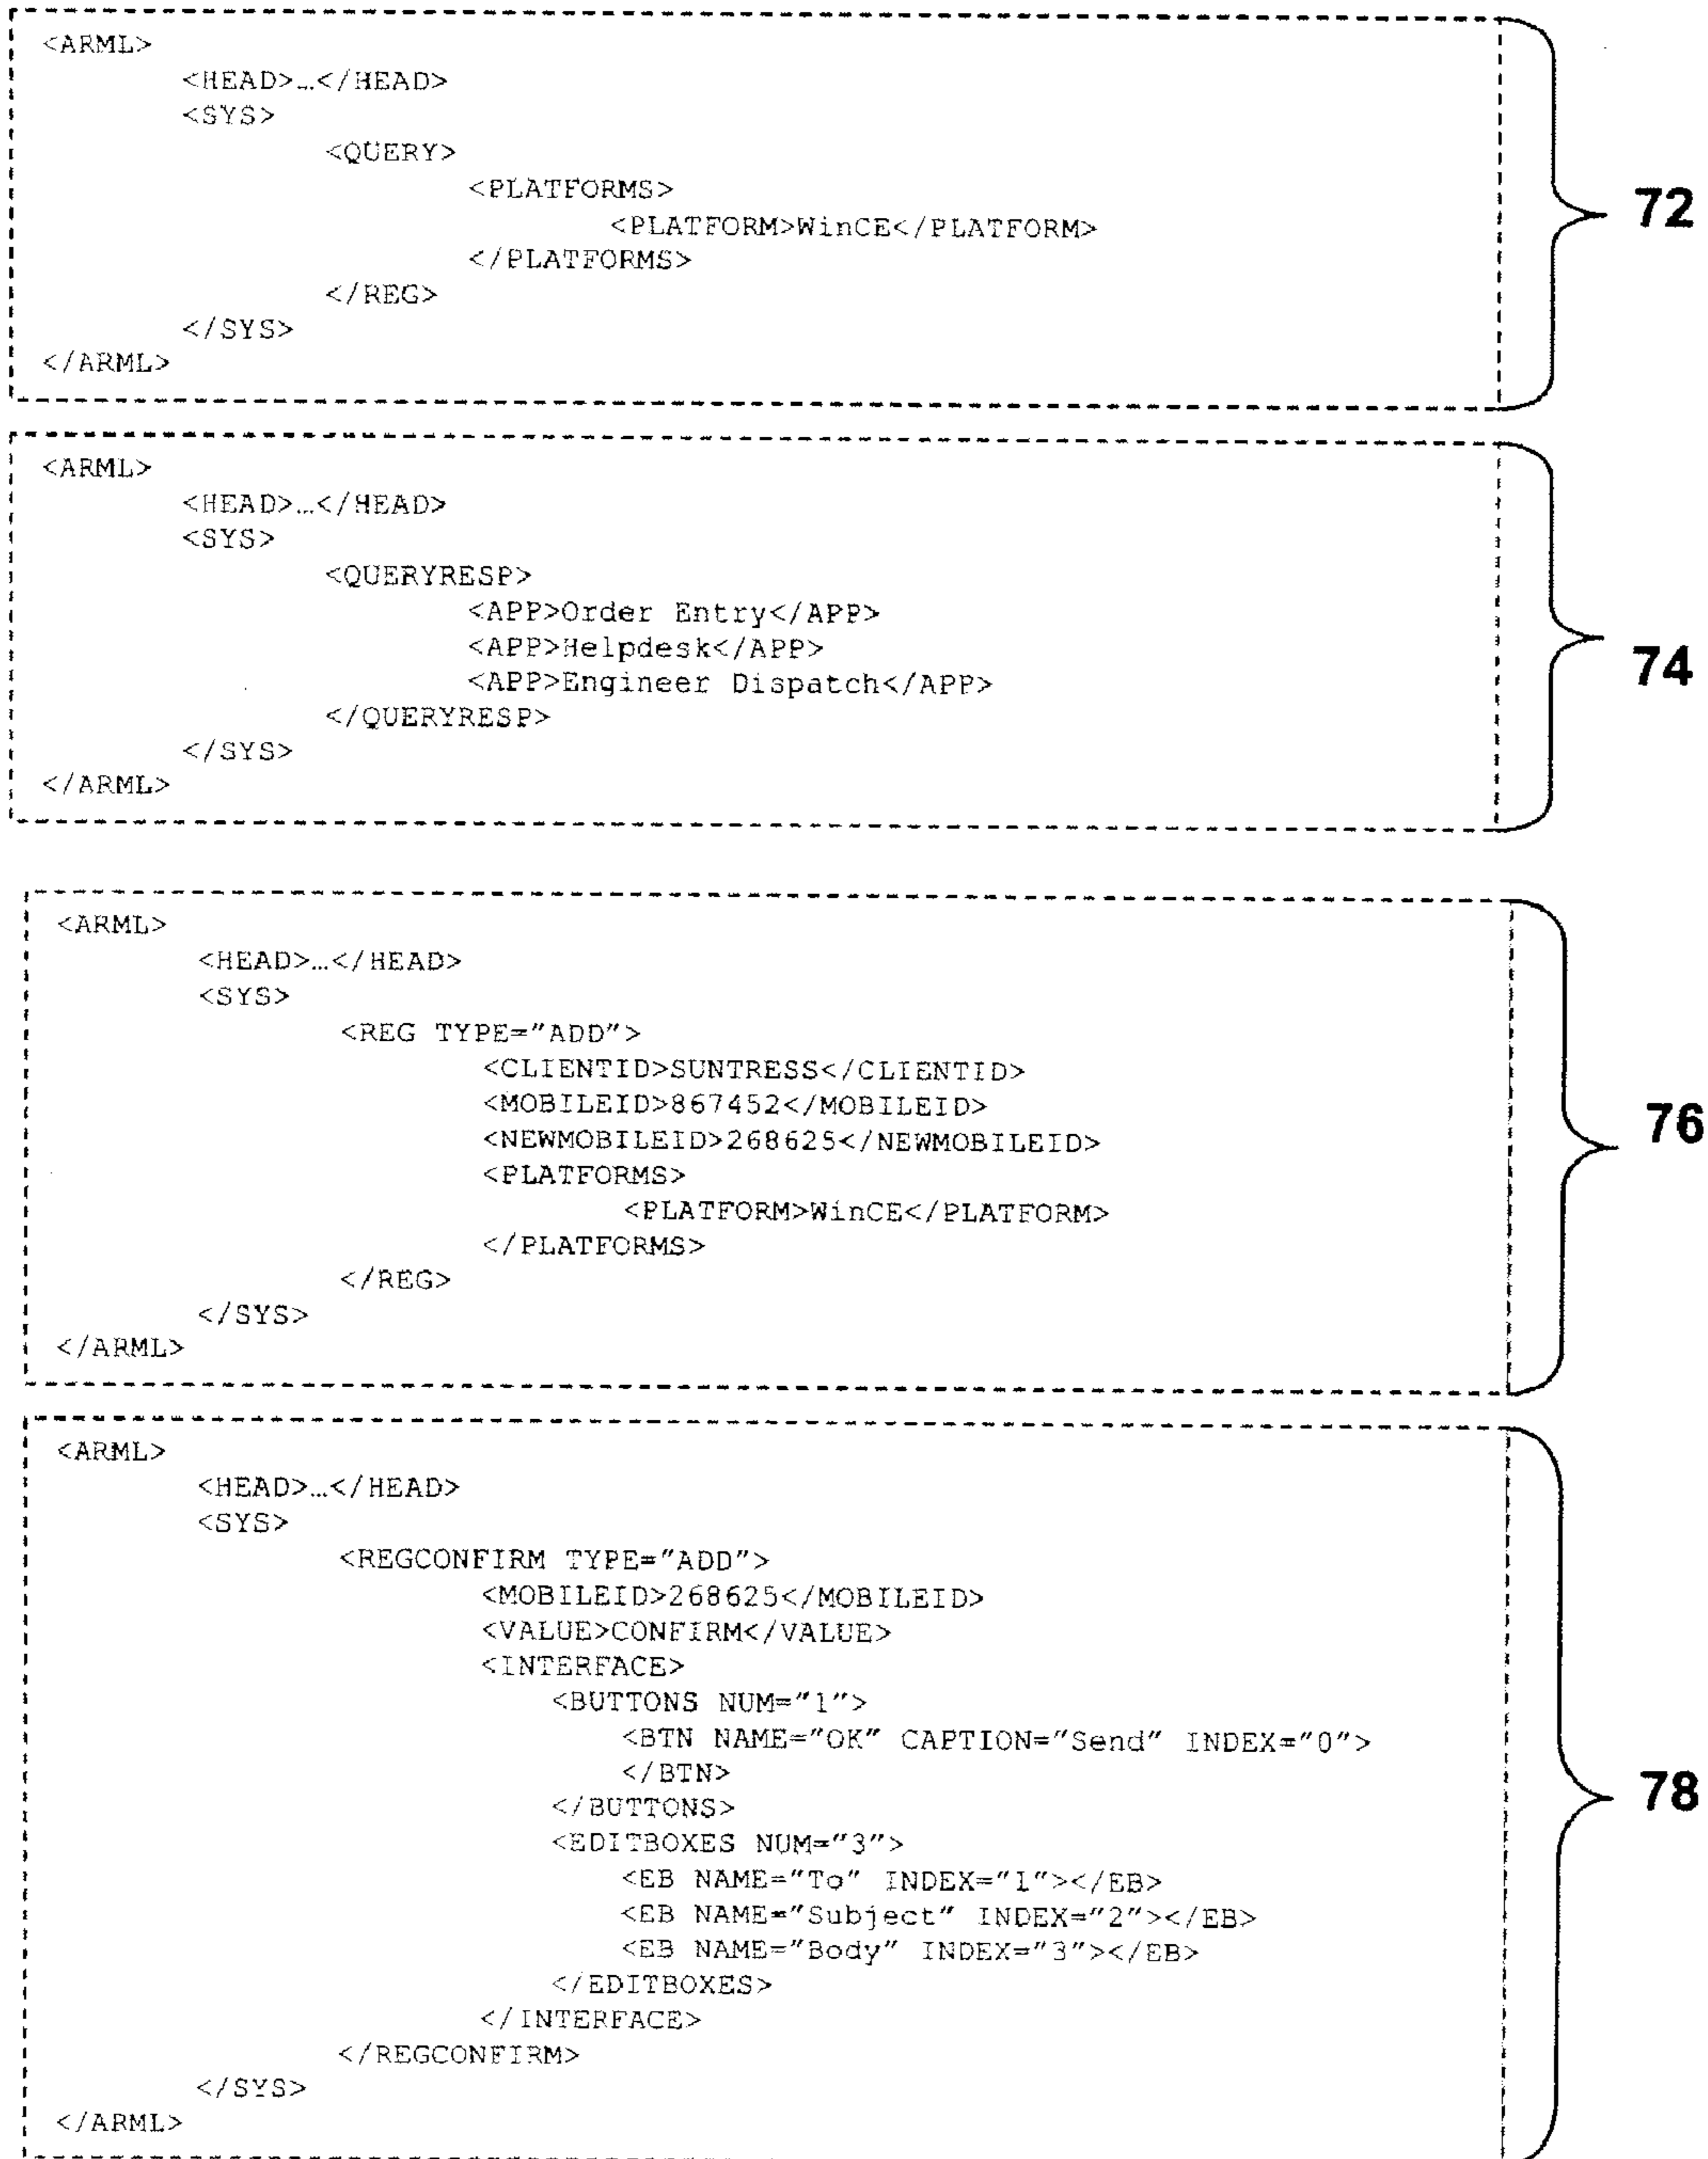 <ARML>
<HEAD>…</HEAD>
<SYS>
<QUERY>
<PLATFORMS>
<PLATFORM>WinCE</PLATFORM>
</PLATFORMS>
</REG>
</SYS>
</ARML>
72
<ARML>
<HEAD>…</HEAD>
<SYS>
<QUERYRESP>
<APP>Order Entry</APP>
<APP>Helpdesk</APP>
<APP>Engineer Dispatch</APP>
</QUERYRESP>
</SYS>
</ARML>
74
<ARML>
<HEAD>…</HEAD>
<SYS>
<REG TYPE="ADD">
<CLIENTID>SUNTRESS</CLIENTID>
<MOBILEID>867452</MOBILEID>
<NEWMOBILEID>268625</NEWMOBILEID>
<PLATFORMS>
<PLATFORM>WinCE</PLATFORM>
</PLATFORMS>
</REG>
</SYS>
</ARML>
76
<ARML>
<HEAD>…</HEAD>
<SYS>
<REGCONFIRM TYPE="ADD">
<MOBILEID>268625</MOBILEID>
<VALUE>CONFIRM</VALUE>
<INTERFACE>
<BUTTONS NUM="1">
<BTN NAME="OK" CAPTION="Send" INDEX="0">
</BTN>
</BUTTONS>
<EDITBOXES NUM="3">
<EB NAME="To" INDEX="1"></EB>
<EB NAME="Subject" INDEX="2"></EB>
<EB NAME="Body" INDEX="3"></EB>
</EDITBOXES>
</INTERFACE>
</REGCONFIRM>
</SYS>
</ARML>
78